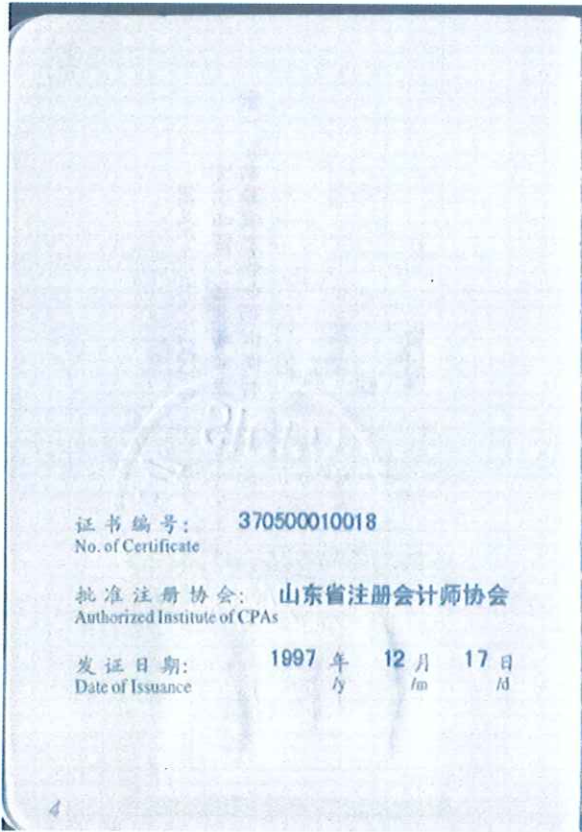 证书编号: 370500010018
No. of Certificate
批准注册协会: 山东省注册会计师协会
Authorized Institute of CPAs
发证日期: 1997 年 12 月 17 日
Date of Issuance /y /m /d
4